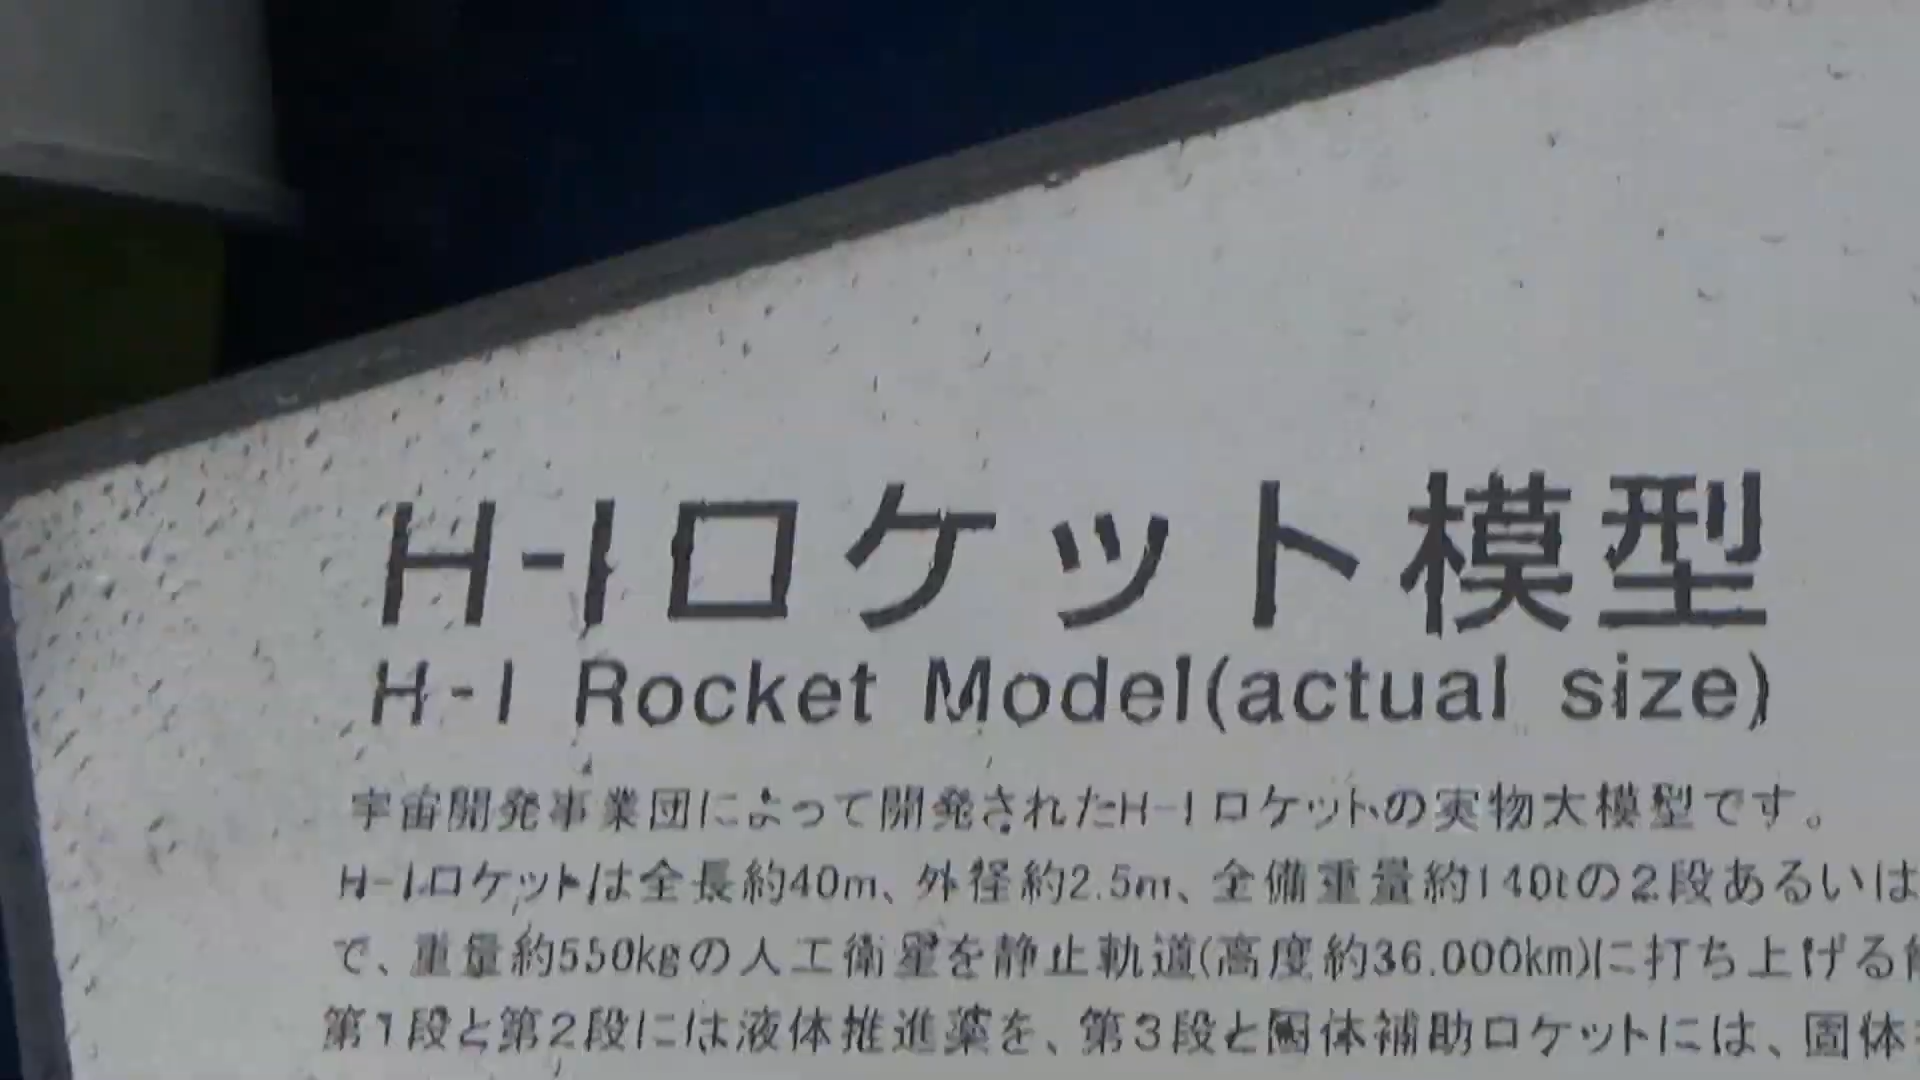 H-Iロケット模型
H-I Rocket Model(actual size)
宇宙開発事業団によって開発されたH-Iロケットの実物大模型です。
H-Iロケットは全長約40m、外径約2.5m、全備重量約140tの2段あるいは
で、重量約550kgの人工衛星を静止軌道(高度約36.000km)に打ち上げる
第1段と第2段には液体推進薬を、第3段と固体補助ロケットには、固体